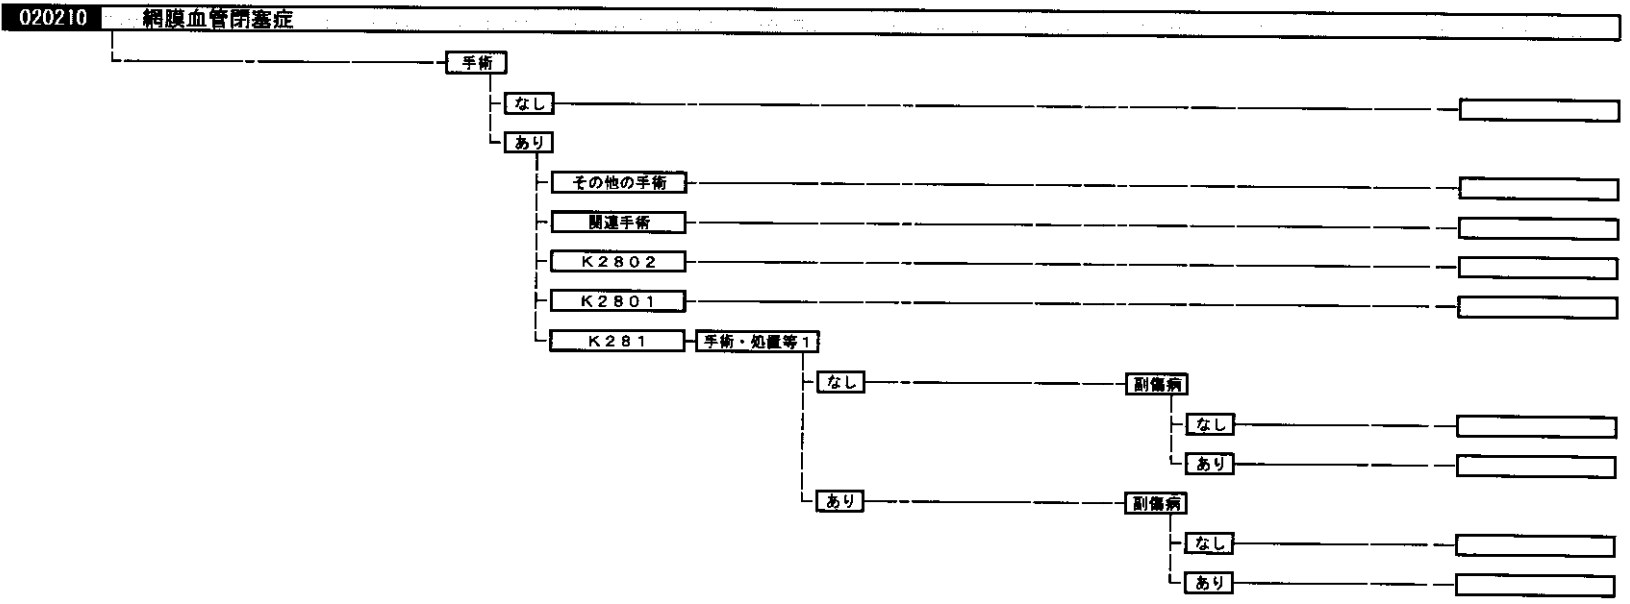 020210 網膜血管閉塞症
手術
なし
あり
その他の手術
関連手術
K2802
K2801
K281 手術・処置等1
なし 副傷病
なし
あり
あり 副傷病
なし
あり